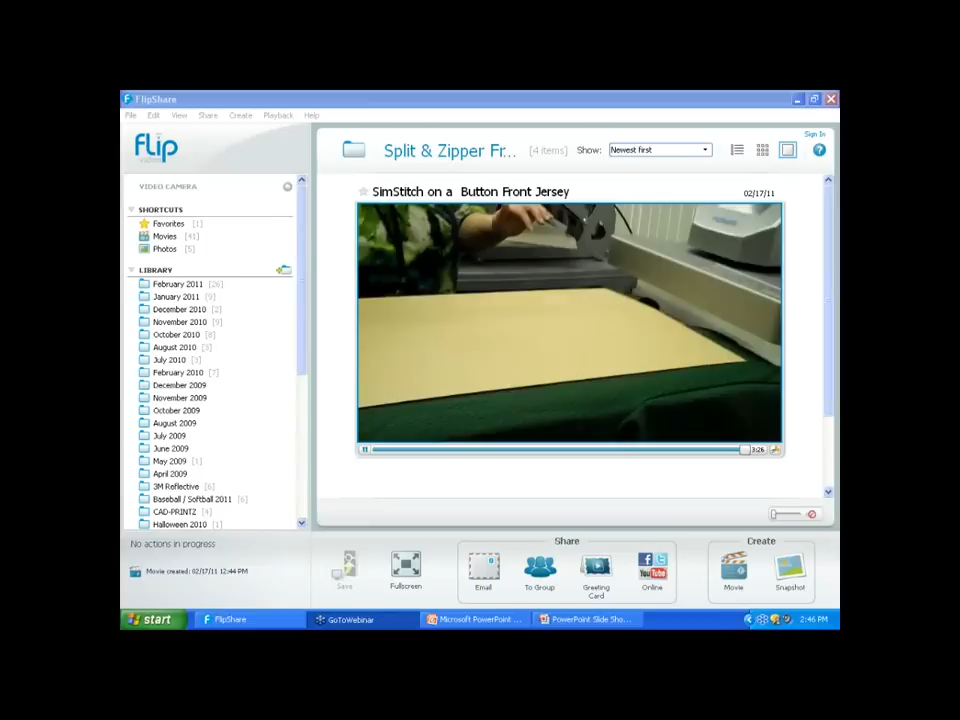 FlipShare
File Edit View Share Create Playback Help
flip
video
VIDEO CAMERA
SHORTCUTS
Favorites [1]
Movies [41]
Photos [5]
LIBRARY
February 2011 [26]
January 2011 [9]
December 2010 [2]
November 2010 [9]
October 2010 [8]
August 2010 [3]
July 2010 [3]
February 2010 [7]
December 2009
November 2009
October 2009
August 2009
July 2009
June 2009
May 2009 [1]
April 2009
3M Reflective [6]
Baseball / Softball 2011 [6]
CAD-PRINTZ [4]
Halloween 2010 [1]
Sign In
Split & Zipper Fr... [4 items] Show: Newest first
SimStitch on a Button Front Jersey 02/17/11
3:26
No actions in progress
Movie created: 02/17/11 12:44 PM
Save
Fullscreen
Share
Email
To Group
Greeting Card
Online
Create
Movie
Snapshot
start FlipShare GoToWebinar Microsoft PowerPoint ... PowerPoint Slide Sho... 2:46 PM